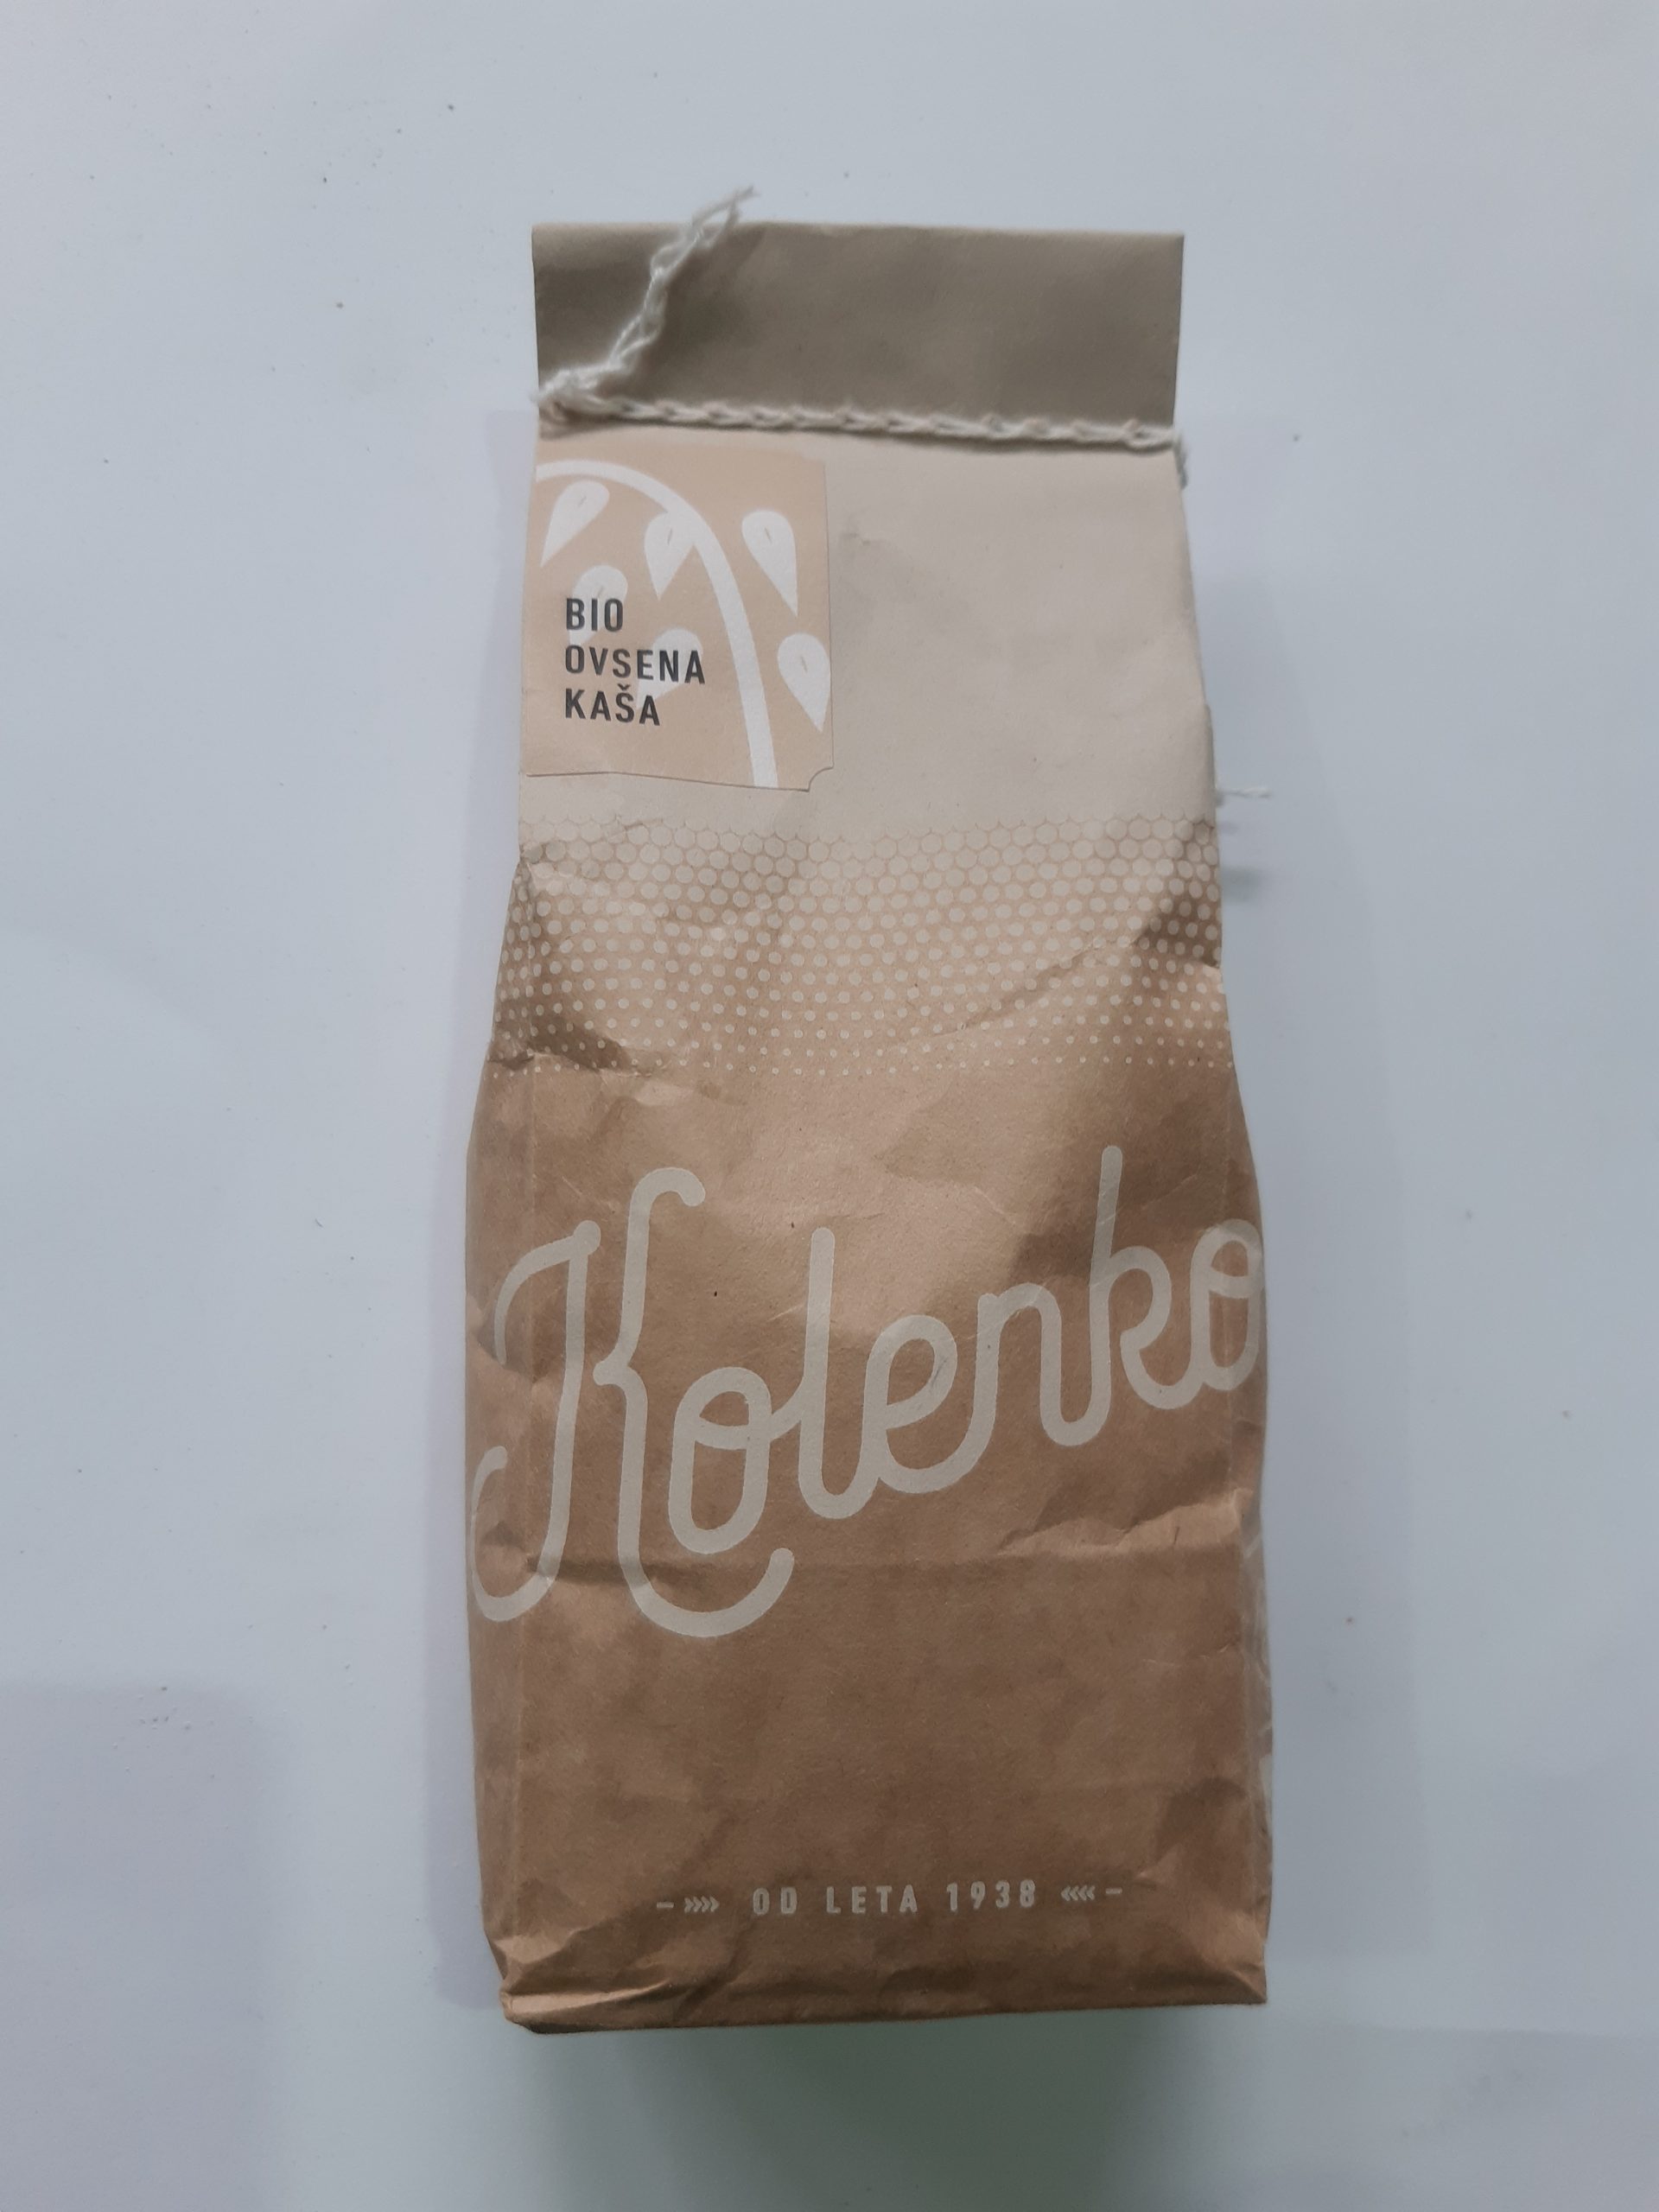 BIO
OVSENA
KAŠA
Kolenko
OD LETA 1938